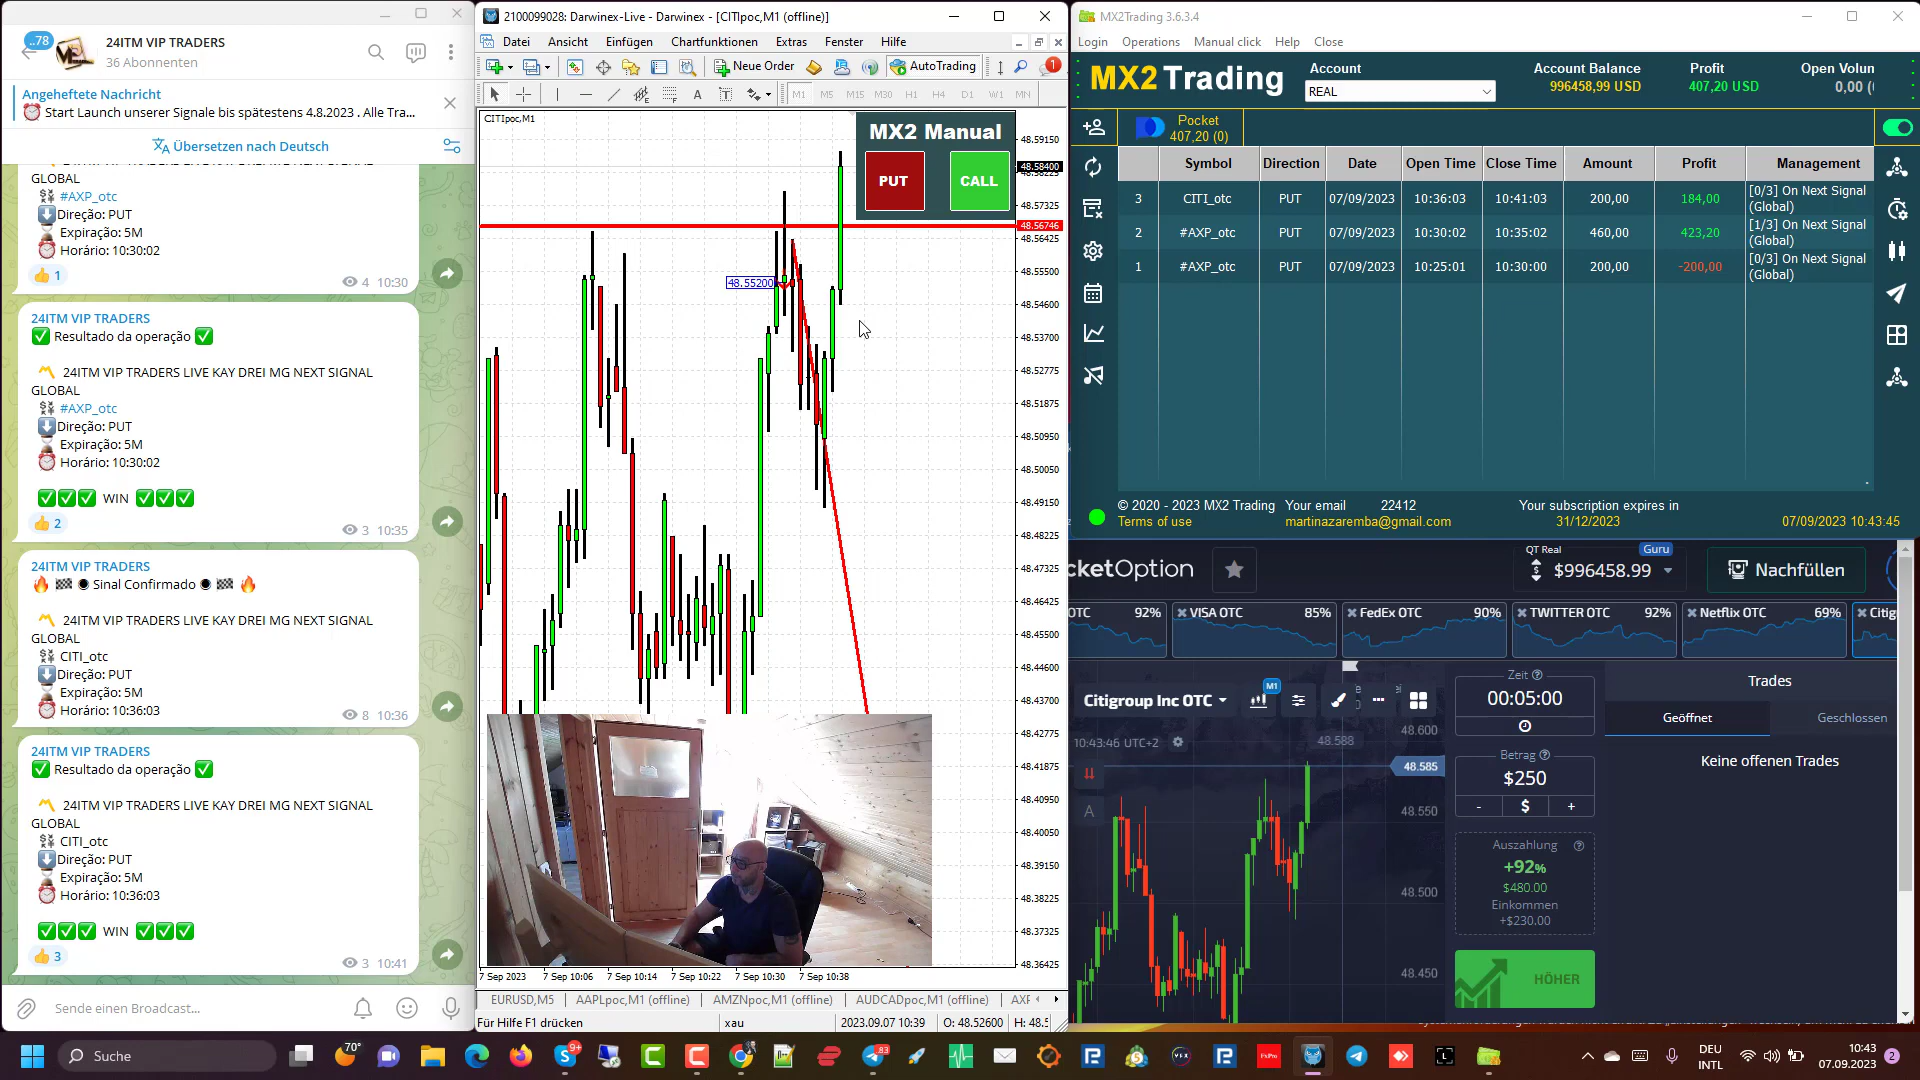 ..78
24ITM VIP TRADERS
36 Abonnenten
Angeheftete Nachricht
Start Launch unserer Signale bis spätestens 4.8.2023 . Alle Tra...
Übersetzen nach Deutsch
GLOBAL
#AXP_otc
Direção: PUT
Expiração: 5M
Horário: 10:30:02
1
4 10:30
24ITM VIP TRADERS
Resultado da operação
24ITM VIP TRADERS LIVE KAY DREI MG NEXT SIGNAL
GLOBAL
#AXP_otc
Direção: PUT
Expiração: 5M
Horário: 10:30:02
WIN
2
3 10:35
24ITM VIP TRADERS
Sinal Confirmado
24ITM VIP TRADERS LIVE KAY DREI MG NEXT SIGNAL
GLOBAL
CITI_otc
Direção: PUT
Expiração: 5M
Horário: 10:36:03
8 10:36
24ITM VIP TRADERS
Resultado da operação
24ITM VIP TRADERS LIVE KAY DREI MG NEXT SIGNAL
GLOBAL
CITI_otc
Direção: PUT
Expiração: 5M
Horário: 10:36:03
WIN
3
3 10:41
Sende einen Broadcast...
2100099028: Darwinex-Live - Darwinex - [CITIpoc,M1 (offline)]
Datei Ansicht Einfügen Chartfunktionen Extras Fenster Hilfe
New Order AutoTrading 1
A T M1 M5 M15 M30 H1 H4 D1 W1 MN
CITIpoc,M1
MX2 Manual
PUT CALL
48.55200
48.59150
48.58400
48.58225
48.57325
48.56746
48.56425
48.55500
48.54600
48.53700
48.52775
48.51875
48.50950
48.50050
48.49150
48.48225
48.47325
48.46425
48.45500
48.44600
48.43700
48.42775
48.41875
48.40950
48.40050
48.39150
48.38225
48.37325
48.36425
7 Sep 2023 7 Sep 10:06 7 Sep 10:14 7 Sep 10:22 7 Sep 10:30 7 Sep 10:38
EURUSD,M5 AAPLpoc,M1 (offline) AMZNpoc,M1 (offline) AUDCADpoc,M1 (offline) AXF
Für Hilfe F1 drücken xau 2023.09.07 10:39 O: 48.52600 H: 48.5
MX2Trading 3.6.3.4
Login Operations Manual click Help Close
MX2 Trading
Account
REAL
Account Balance
996458,99 USD
Profit
407,20 USD
Open Volun
0,00 (
Pocket
407,20 (0)
Symbol Direction Date Open Time Close Time Amount Profit Management
3 CITI_otc PUT 07/09/2023 10:36:03 10:41:03 200,00 184,00 [0/3] On Next Signal (Global)
2 #AXP_otc PUT 07/09/2023 10:30:02 10:35:02 460,00 423,20 [1/3] On Next Signal (Global)
1 #AXP_otc PUT 07/09/2023 10:25:01 10:30:00 200,00 -200,00 [0/3] On Next Signal (Global)
© 2020 - 2023 MX2 Trading Your email 22412 Your subscription expires in
Terms of use martinazaremba@gmail.com 31/12/2023 07/09/2023 10:43:45
cketOption
QT Real Guru
$996458.99
Nachfüllen
OTC 92%
VISA OTC 85%
FedEx OTC 90%
TWITTER OTC 92%
Netflix OTC 69%
Citig
Citigroup Inc OTC
M1
10:43:46 UTC+2
A
48.588
48.600
48.585
48.550
48.500
48.450
Zeit
00:05:00
Betrag
$250
- $ +
Auszahlung
+92%
$480.00
Einkommen
+$230.00
HÖHER
Trades
Geöffnet Geschlossen
Keine offenen Trades
Suche
70°
9+
83
VFX
FxPro
L
DEU
INTL
10:43
07.09.2023
2